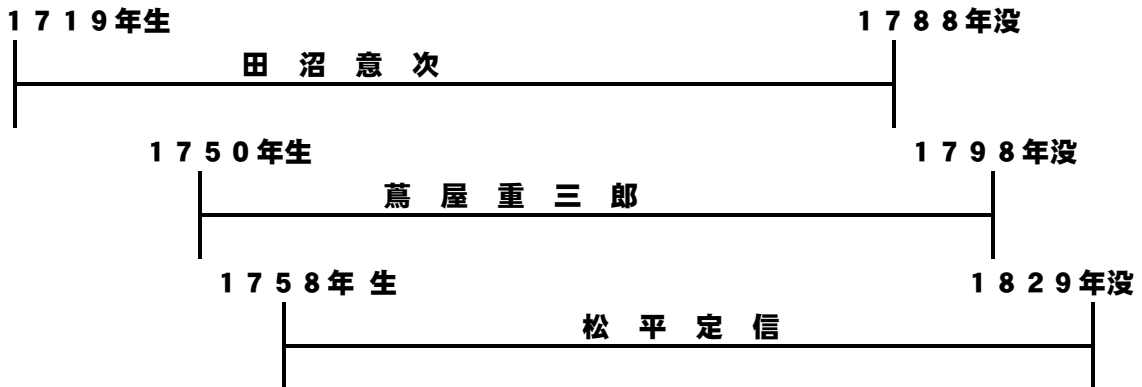 1719年生 1788年没
田沼意次
1750年生 1798年没
蔦屋重三郎
1758年 生 1829年没
松平定信